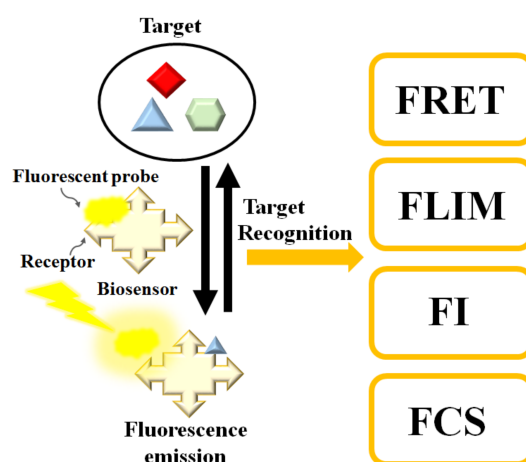 Target
Fluorescent probe
Receptor
Biosensor
Target
Recognition
Fluorescence
emission
FRET
FLIM
FI
FCS